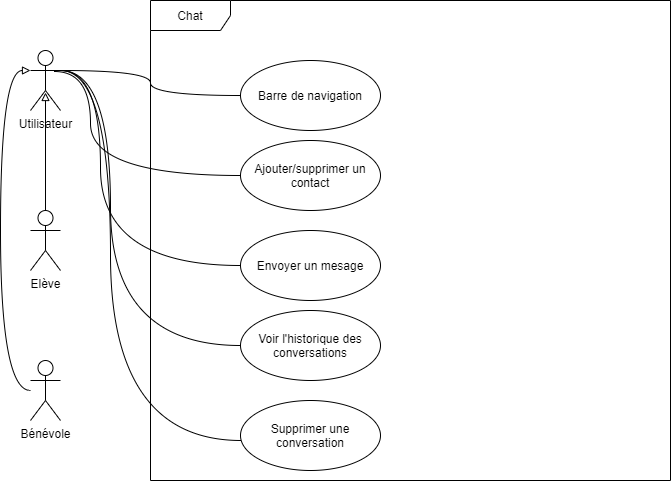 Chat
Utilisateur
Barre de navigation
Ajouter/supprimer un
contact
Envoyer un mesage
Elève
Voir l'historique des
conversations
Bénévole
Supprimer une
conversation